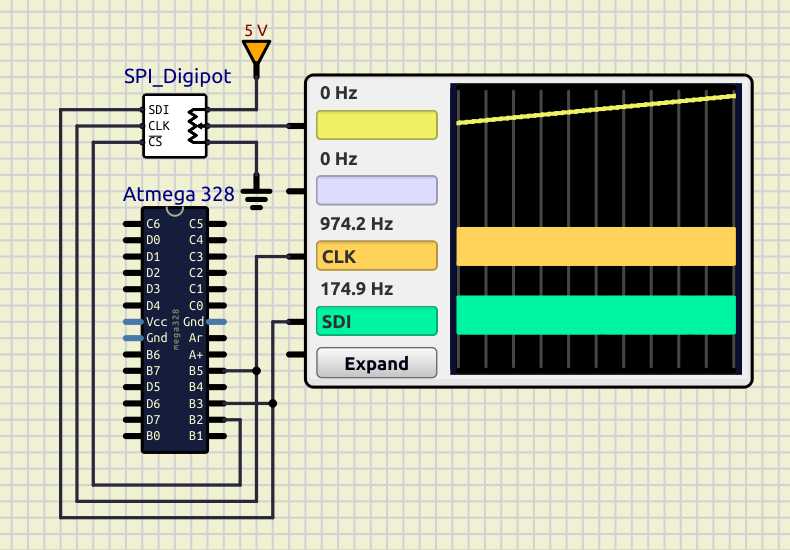 5 V
SPI_Digipot
SDI
CLK
CS
0 Hz
0 Hz
974.2 Hz
CLK
174.9 Hz
SDI
Expand
Atmega 328
C6 C5
D0 C4
D1 C3
D2 C2
D3 C1
D4 C0
Vcc Gnd
Gnd Ar
B6 A+
B7 B5
D5 B4
D6 B3
D7 B2
B0 B1
mega328